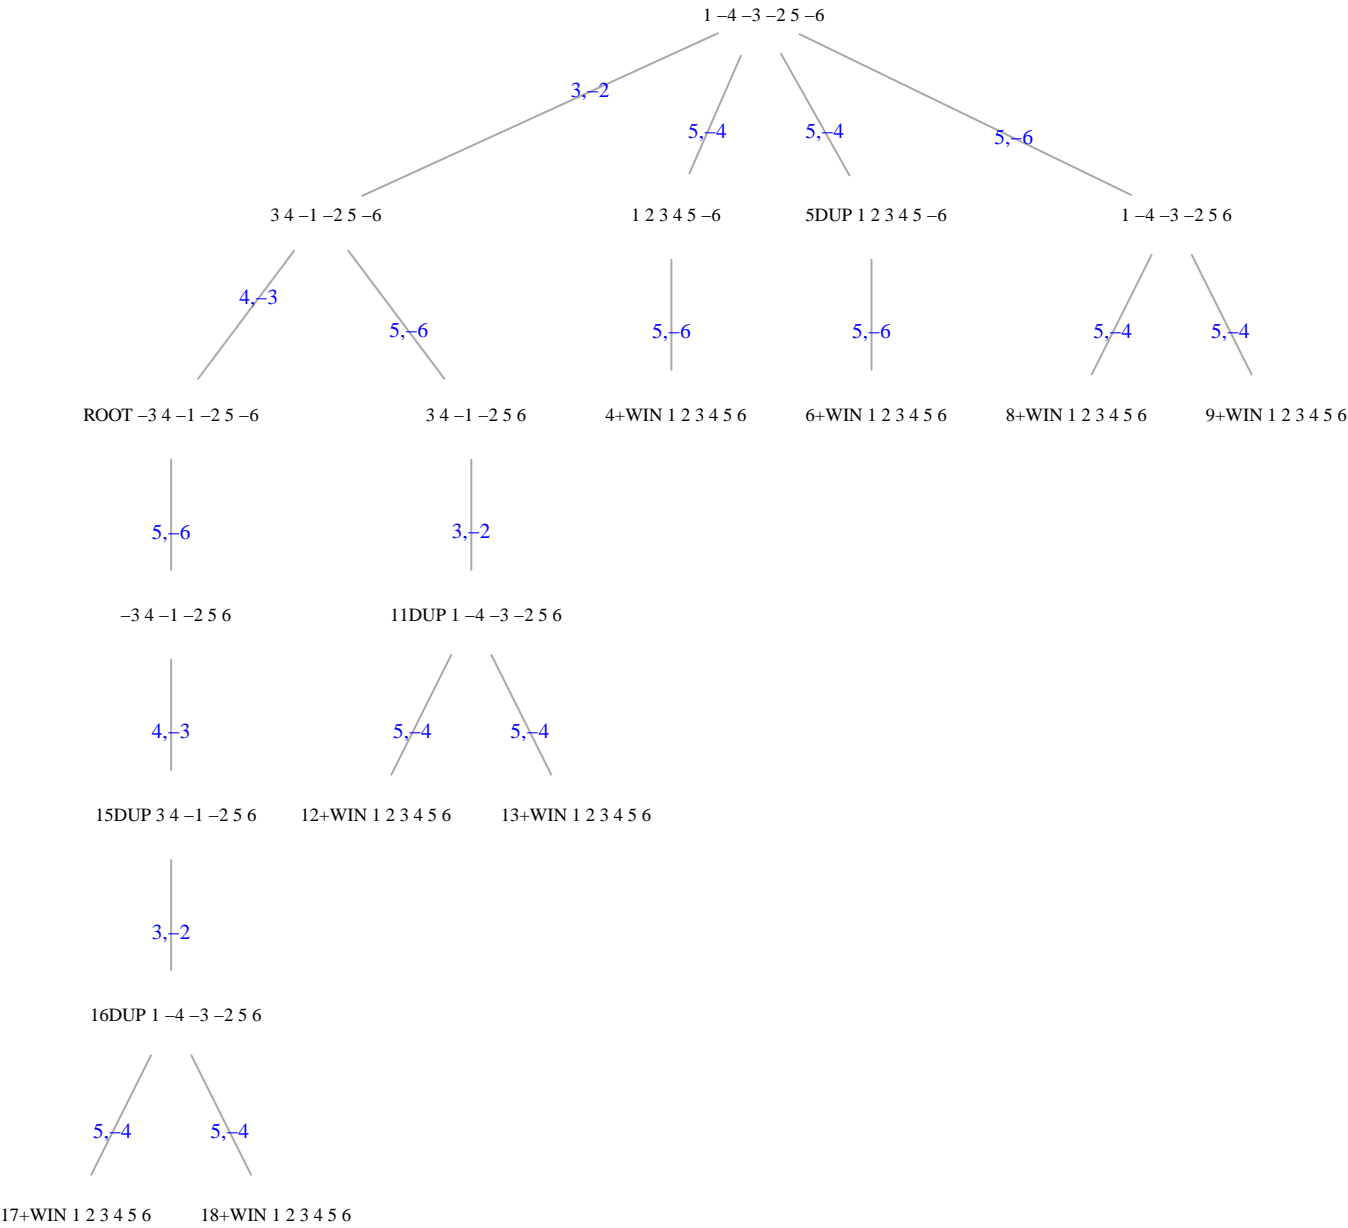 1 –4 –3 –2 5 –6
3,–2
5,–4
5,–4
5,–6
3 4 –1 –2 5 –6
1 2 3 4 5 –6
5DUP 1 2 3 4 5 –6
1 –4 –3 –2 5 6
4,–3
5,–6
5,–6
5,–6
5,–4
5,–4
ROOT –3 4 –1 –2 5 –6
3 4 –1 –2 5 6
4+WIN 1 2 3 4 5 6
6+WIN 1 2 3 4 5 6
8+WIN 1 2 3 4 5 6
9+WIN 1 2 3 4 5 6
5,–6
3,–2
–3 4 –1 –2 5 6
11DUP 1 –4 –3 –2 5 6
4,–3
5,–4
5,–4
15DUP 3 4 –1 –2 5 6
12+WIN 1 2 3 4 5 6
13+WIN 1 2 3 4 5 6
3,–2
16DUP 1 –4 –3 –2 5 6
5,–4
5,–4
17+WIN 1 2 3 4 5 6
18+WIN 1 2 3 4 5 6